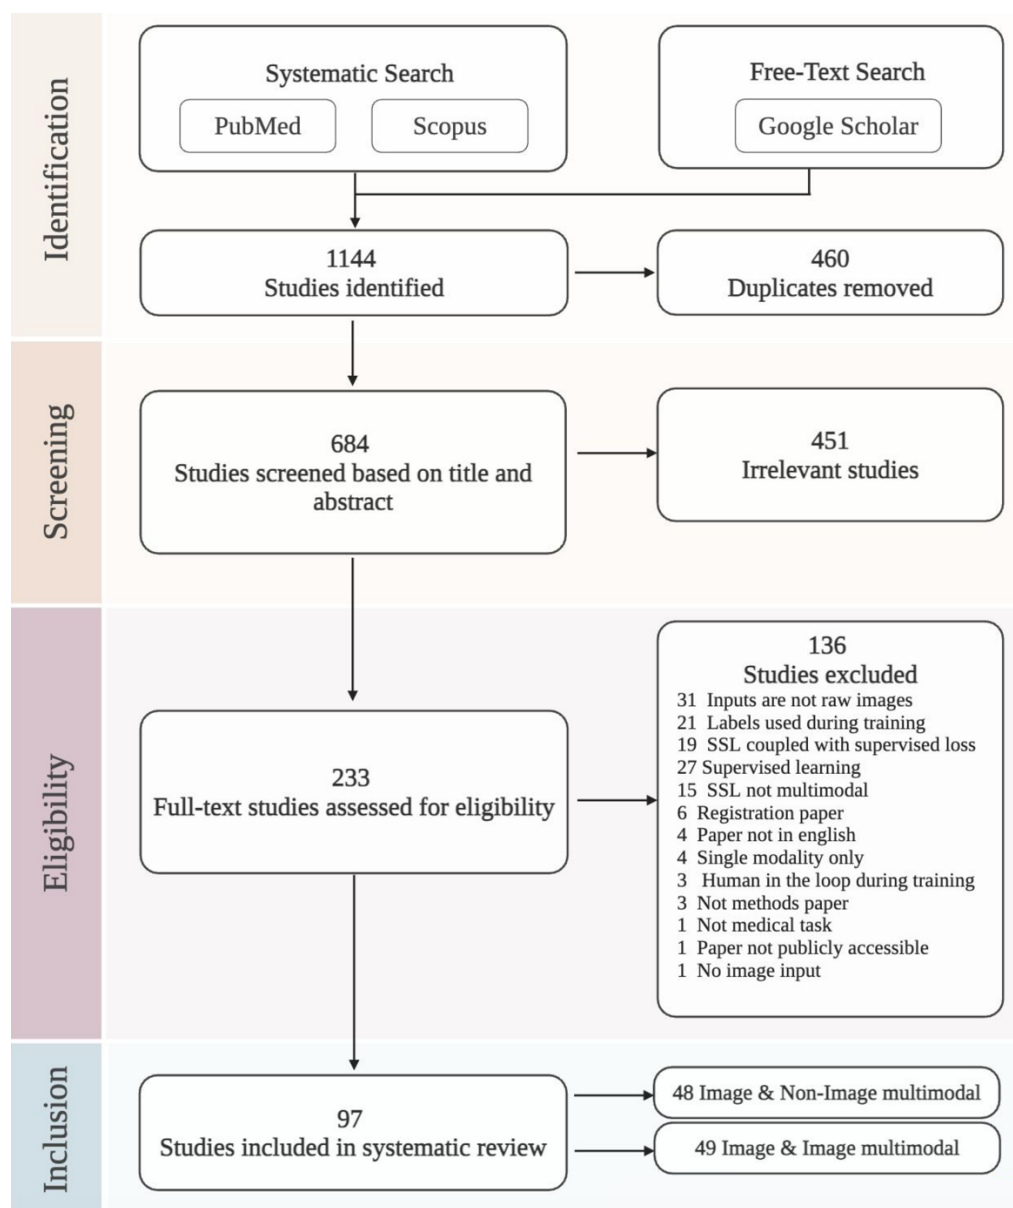 Identification
Systematic Search
PubMed
Scopus
Free-Text Search
Google Scholar
1144
Studies identified
460
Duplicates removed
Screening
684
Studies screened based on title and
abstract
451
Irrelevant studies
Eligibility
233
Full-text studies assessed for eligibility
136
Studies excluded
31 Inputs are not raw images
21 Labels used during training
19 SSL coupled with supervised loss
27 Supervised learning
15 SSL not multimodal
6 Registration paper
4 Paper not in english
4 Single modality only
3 Human in the loop during training
3 Not methods paper
1 Not medical task
1 Paper not publicly accessible
1 No image input
Inclusion
97
Studies included in systematic review
48 Image & Non-Image multimodal
49 Image & Image multimodal